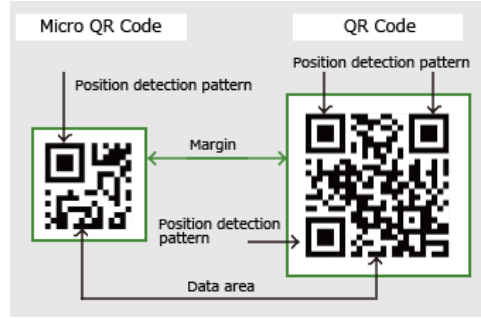 Micro QR Code
QR Code
Position detection pattern
Position detection pattern
Margin
Position detection
pattern
Data area